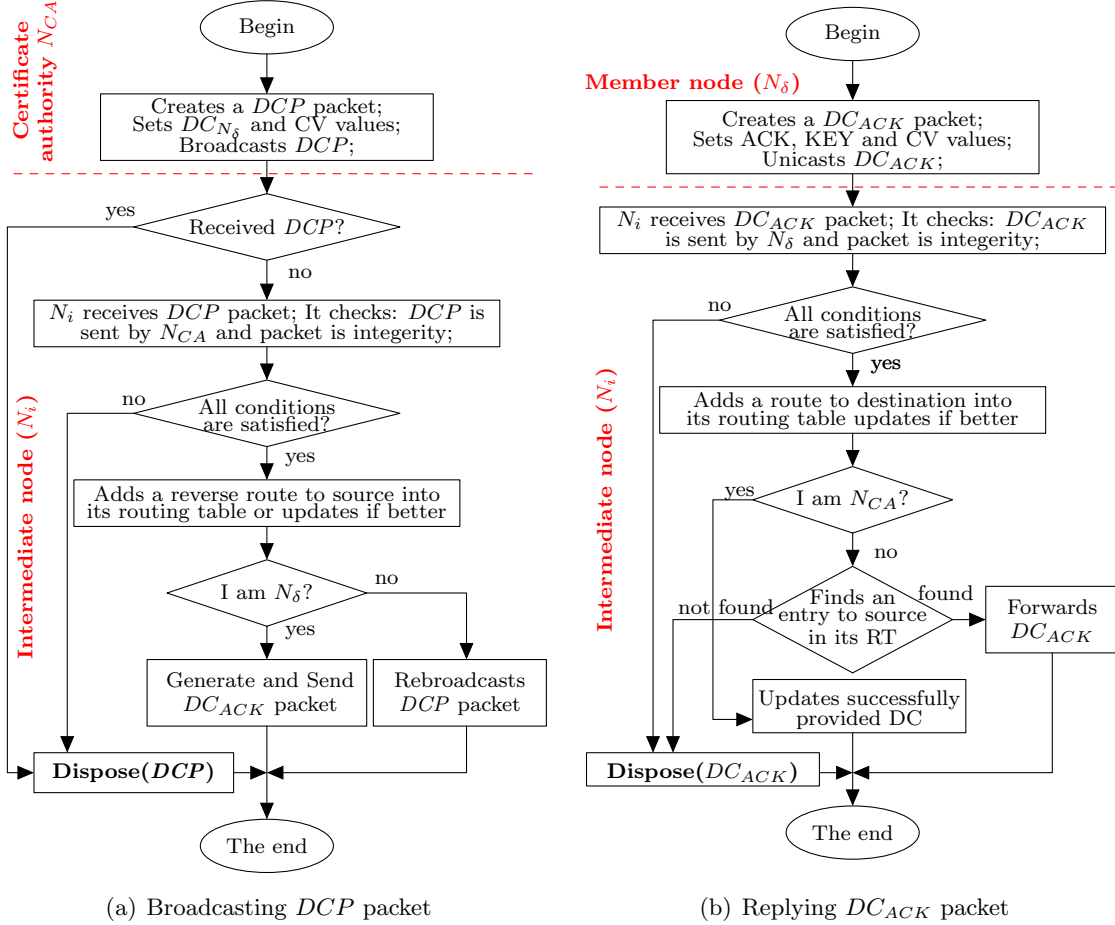 Certificate
authority N_CA
Begin
Creates a DCP packet;
Sets DC_{N_δ} and CV values;
Broadcasts DCP;
yes
Received DCP?
no
N_i receives DCP packet; It checks: DCP is
sent by N_CA and packet is integerity;
Intermediate node (N_i)
no
All conditions
are satisfied?
yes
Adds a reverse route to source into
its routing table or updates if better
I am N_δ?
no
yes
Generate and Send
DC_ACK packet
Rebroadcasts
DCP packet
Dispose(DCP)
The end
(a) Broadcasting DCP packet
Begin
Member node (N_δ)
Creates a DC_ACK packet;
Sets ACK, KEY and CV values;
Unicasts DC_ACK;
N_i receives DC_ACK packet; It checks: DC_ACK
is sent by N_δ and packet is integerity;
Intermediate node (N_i)
no
All conditions
are satisfied?
yes
Adds a route to destination into
its routing table updates if better
yes
I am N_CA?
no
not found
Finds an
entry to source
in its RT
found
Forwards
DC_ACK
Updates successfully
provided DC
Dispose(DC_ACK)
The end
(b) Replying DC_ACK packet